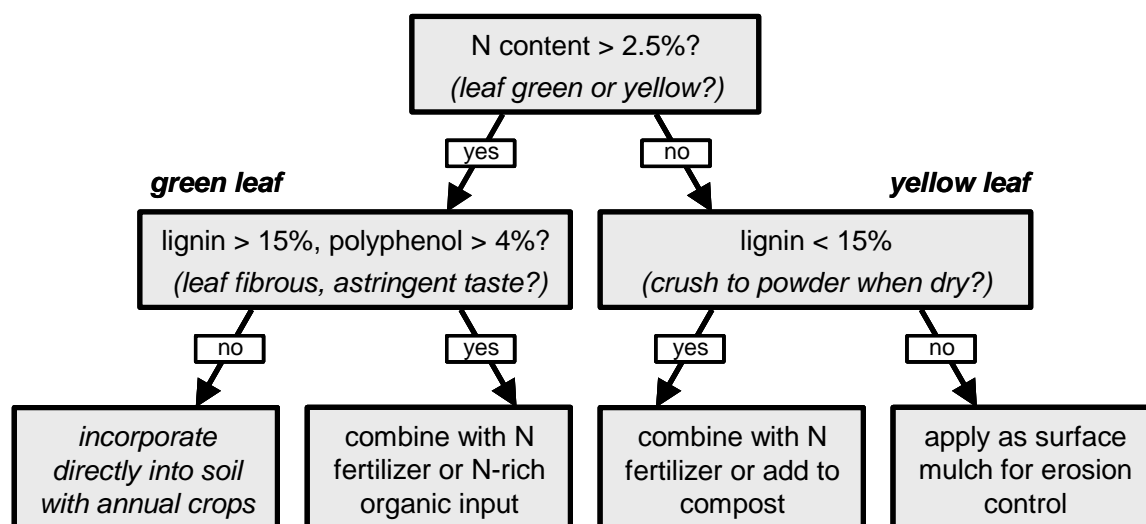 N content > 2.5%?
(leaf green or yellow?)
yes
no
green leaf
yellow leaf
lignin > 15%, polyphenol > 4%?
(leaf fibrous, astringent taste?)
lignin < 15%
(crush to powder when dry?)
no
yes
yes
no
incorporate
directly into soil
with annual crops
combine with N
fertilizer or N-rich
organic input
combine with N
fertilizer or add to
compost
apply as surface
mulch for erosion
control